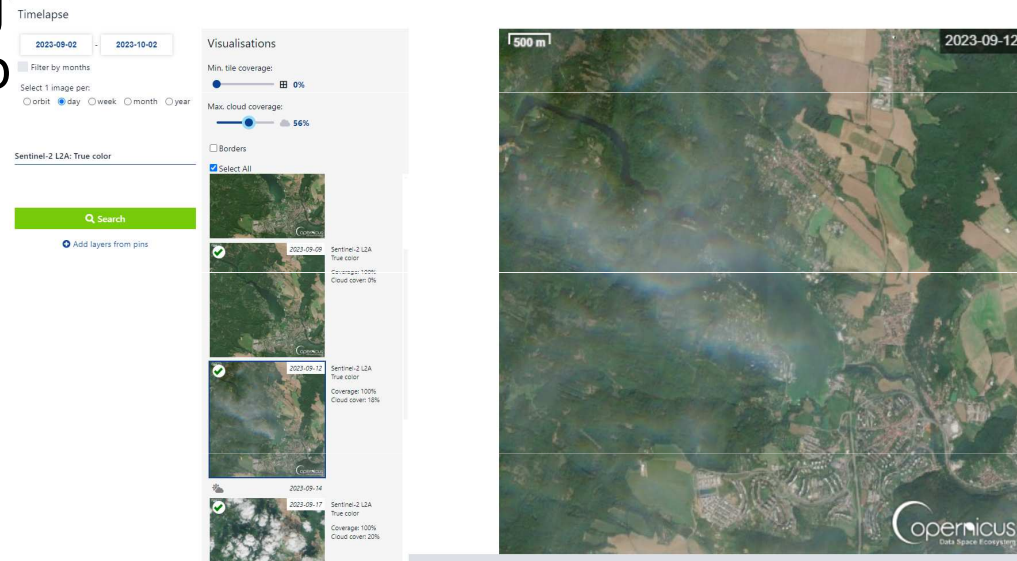 Timelapse
2023-09-02 - 2023-10-02
Filter by months
Select 1 image per:
orbit day week month year
Sentinel-2 L2A: True color
Search
Add layers from pins
Visualisations
Min. tile coverage:
0%
Max. cloud coverage:
56%
Borders
Select All
opernicus
2023-09-09
Sentinel-2 L2A
True color
Coverage: 100%
Cloud cover: 0%
opernicus
2023-09-12
Sentinel-2 L2A
True color
Coverage: 100%
Cloud cover: 18%
opernicus
2023-09-14
2023-09-17
Sentinel-2 L2A
True color
Coverage: 100%
Cloud cover: 20%
500 m
2023-09-12
opernicus
Data Space Ecosystem